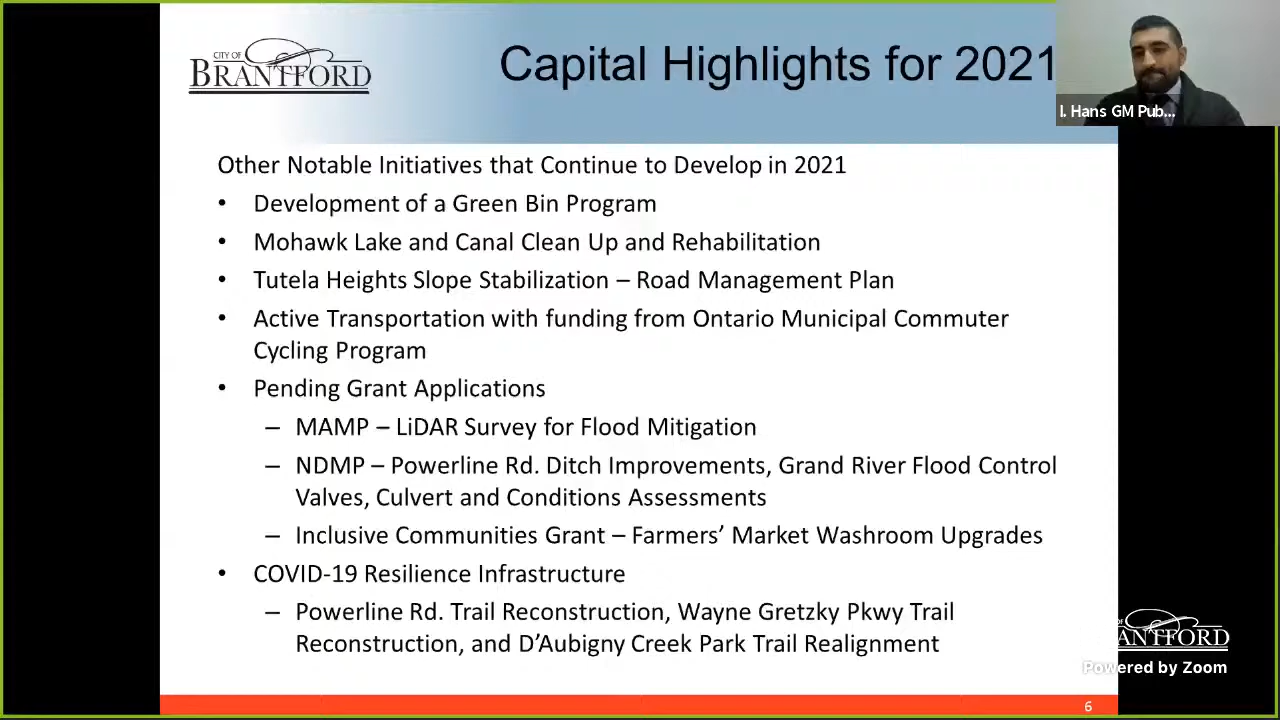 CITY OF
BRANTFORD
Capital Highlights for 2021
I. Hans GM Pub...
Other Notable Initiatives that Continue to Develop in 2021
• Development of a Green Bin Program
• Mohawk Lake and Canal Clean Up and Rehabilitation
• Tutela Heights Slope Stabilization – Road Management Plan
• Active Transportation with funding from Ontario Municipal Commuter
Cycling Program
• Pending Grant Applications
– MAMP – LiDAR Survey for Flood Mitigation
– NDMP – Powerline Rd. Ditch Improvements, Grand River Flood Control
Valves, Culvert and Conditions Assessments
– Inclusive Communities Grant – Farmers’ Market Washroom Upgrades
• COVID-19 Resilience Infrastructure
– Powerline Rd. Trail Reconstruction, Wayne Gretzky Pkwy Trail
Reconstruction, and D’Aubigny Creek Park Trail Realignment
OF
RANTFORD
Powered by Zoom
6